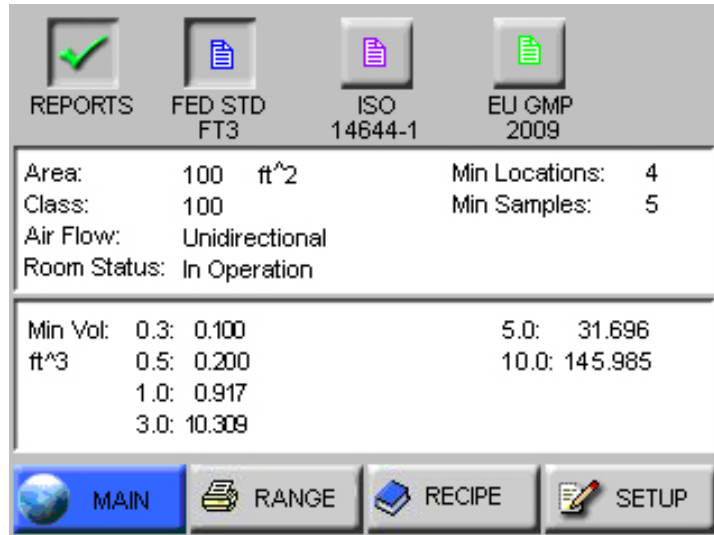 REPORTS
FED STD
FT3
ISO
14644-1
EU GMP
2009
Area: 100 ft^2 Min Locations: 4
Class: 100 Min Samples: 5
Air Flow: Unidirectional
Room Status: In Operation
Min Vol: 0.3: 0.100 5.0: 31.696
ft^3 0.5: 0.200 10.0: 145.985
1.0: 0.917
3.0: 10.309
MAIN RANGE RECIPE SETUP